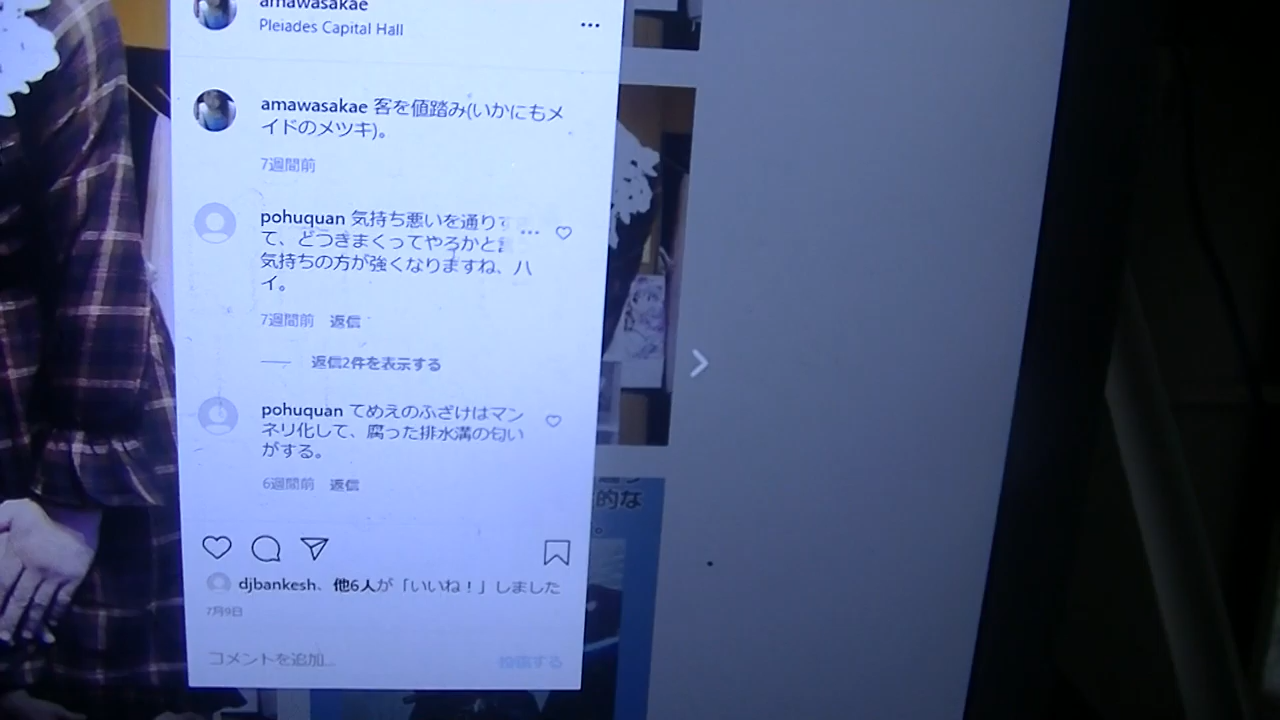 amawasakae
Pleiades Capital Hall
amawasakae 客を値踏み(いかにもメ
イドのメツキ)。
7週間前
pohuquan 気持ち悪いを通りす
て、どつきまくってやろかと
気持ちの方が強くなりますね、ハ
イ。
7週間前 返信
返信2件を表示する
pohuquan てめえのふざけはマン
ネリ化して、腐った排水溝の匂い
がする。
6週間前 返信
djbankesh、他6人が「いいね！」しました
7月9日
コメントを追加...
投稿する
的な
。